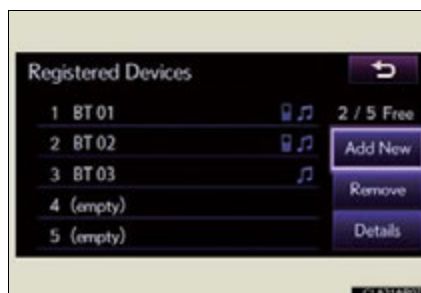 Registered Devices
1 BT 01
2 BT 02
3 BT 03
4 (empty)
5 (empty)
2 / 5 Free
Add New
Remove
Details